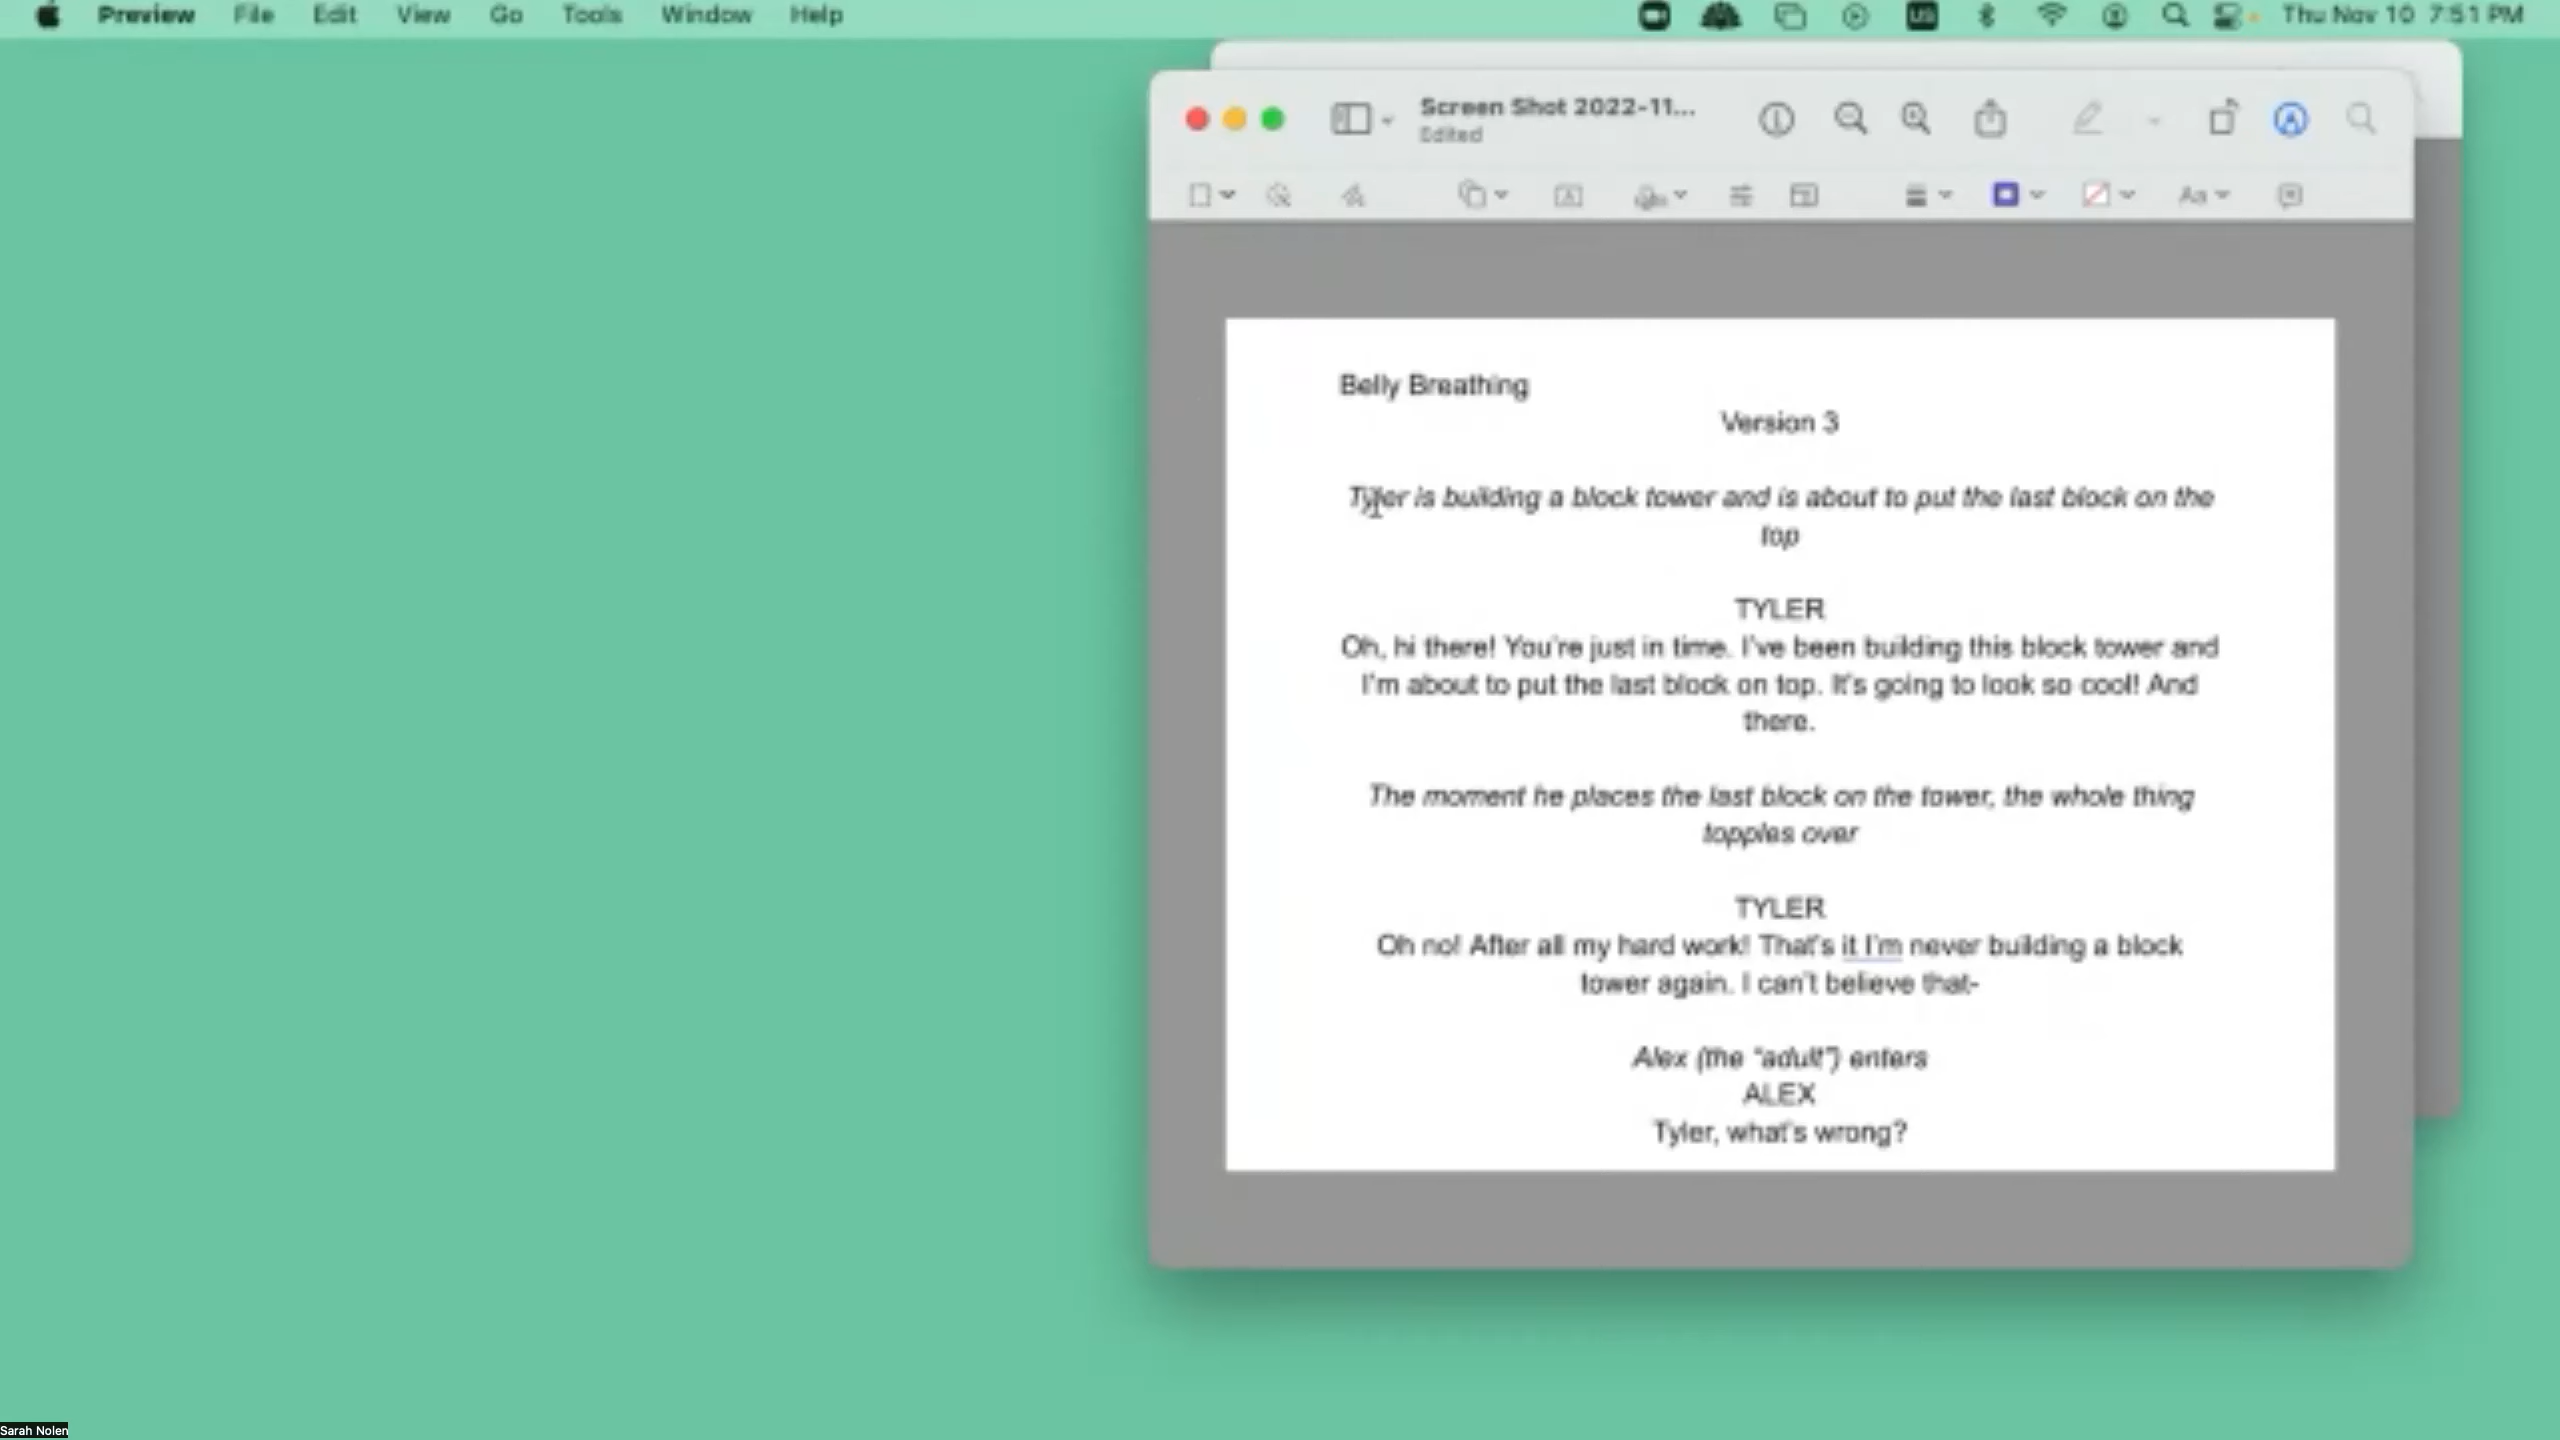 Preview File Edit View Go Tools Window Help US Thu Nov 10 7:51 PM
Screen Shot 2022-11...
Edited
Aa
Belly Breathing
Version 3
Tyler is building a block tower and is about to put the last block on the
top
TYLER
Oh, hi there! You're just in time. I've been building this block tower and
I'm about to put the last block on top. It's going to look so cool! And
there.
The moment he places the last block on the tower, the whole thing
topples over
TYLER
Oh no! After all my hard work! That's it I'm never building a block
tower again. I can't believe that-
Alex (the "adult") enters
ALEX
Tyler, what's wrong?
Sarah Nolen